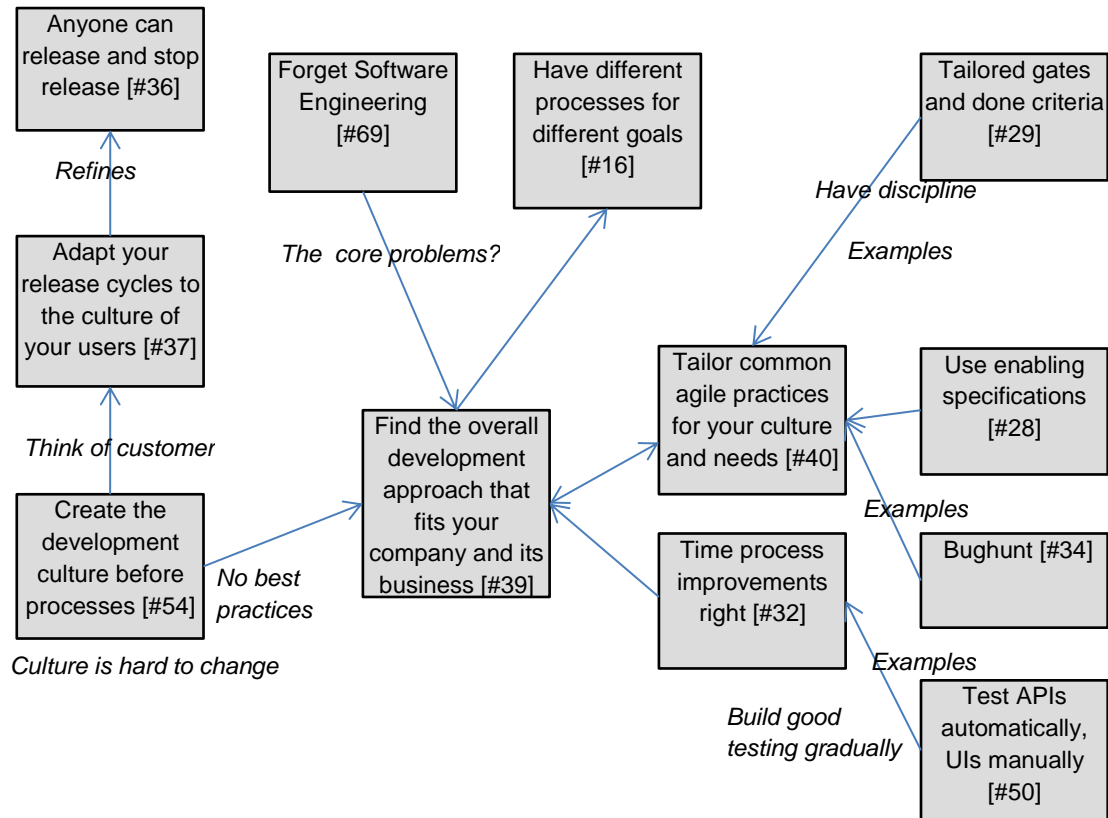 Anyone can
release and stop
release [#36]
Forget Software
Engineering
[#69]
Have different
processes for
different goals
[#16]
Tailored gates
and done criteria
[#29]
Refines
Have discipline
The  core problems?
Examples
Adapt your
release cycles to
the culture of
your users [#37]
Tailor common
agile practices
for your culture
and needs [#40]
Use enabling
specifications
[#28]
Think of customer
Find the overall
development
approach that
fits your
company and its
business [#39]
Create the
development
culture before
processes [#54]
No best
practices
Culture is hard to change
Examples
Time process
improvements
right [#32]
Bughunt [#34]
Examples
Build good
testing gradually
Test APIs
automatically,
UIs manually
[#50]